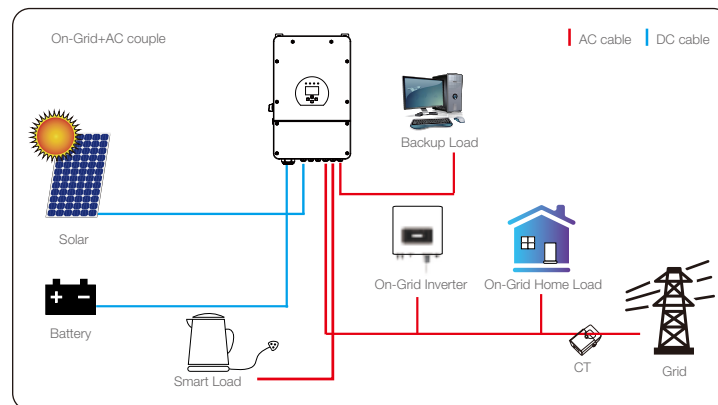 On-Grid+AC couple
AC cable
DC cable
Backup Load
Solar
On-Grid Inverter
On-Grid Home Load
Battery
Smart Load
CT
Grid